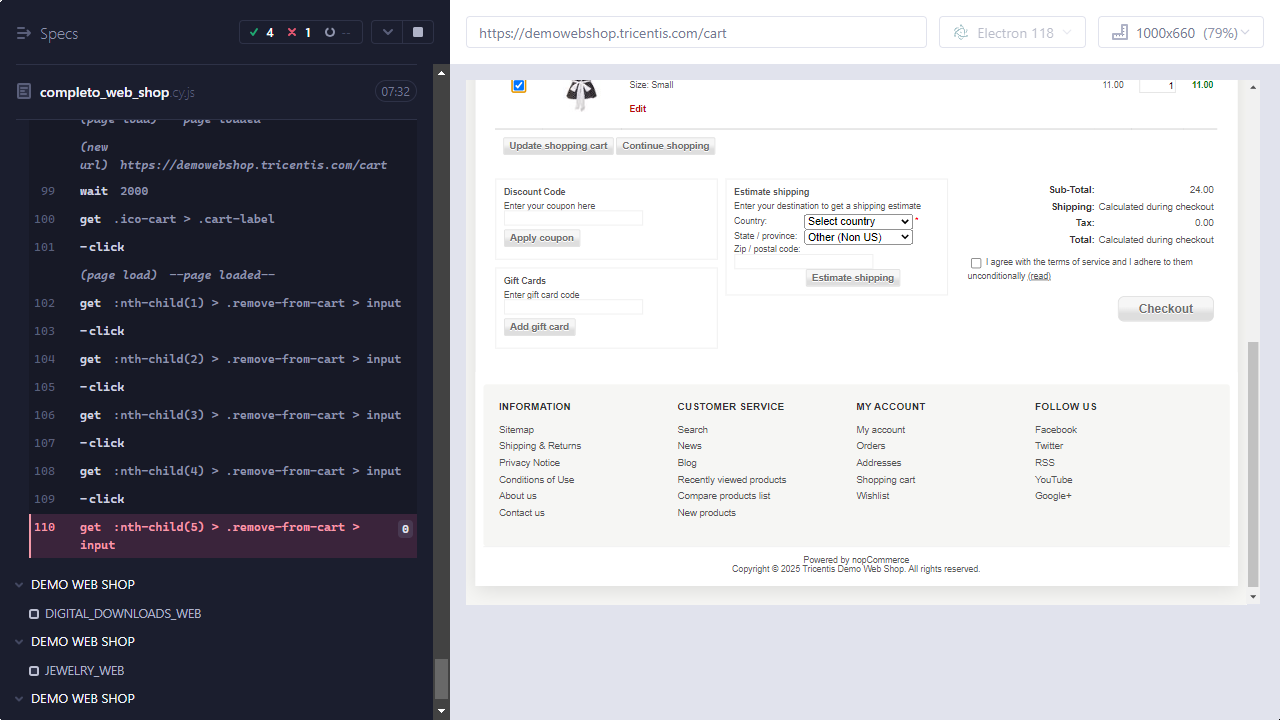 Specs
4
1
--
completo_web_shop.cy.js
07:32
(page load) --page loaded--
(new
url) https://demowebshop.tricentis.com/cart
99 wait 2000
100 get .ico-cart > .cart-label
101 -click
(page load) --page loaded--
102 get :nth-child(1) > .remove-from-cart > input
103 -click
104 get :nth-child(2) > .remove-from-cart > input
105 -click
106 get :nth-child(3) > .remove-from-cart > input
107 -click
108 get :nth-child(4) > .remove-from-cart > input
109 -click
110 get :nth-child(5) > .remove-from-cart > 0
input
DEMO WEB SHOP
DIGITAL_DOWNLOADS_WEB
DEMO WEB SHOP
JEWELRY_WEB
DEMO WEB SHOP
https://demowebshop.tricentis.com/cart
Electron 118
1000x660 (79%)
Size: Small 11.00 1 11.00
Edit
Update shopping cart Continue shopping
Discount Code
Enter your coupon here
Apply coupon
Gift Cards
Enter gift card code
Add gift card
Estimate shipping
Enter your destination to get a shipping estimate
Country: Select country *
State / province: Other (Non US)
Zip / postal code:
Estimate shipping
Sub-Total: 24.00
Shipping: Calculated during checkout
Tax: 0.00
Total: Calculated during checkout
I agree with the terms of service and I adhere to them
unconditionally (read)
Checkout
INFORMATION
Sitemap
Shipping & Returns
Privacy Notice
Conditions of Use
About us
Contact us
CUSTOMER SERVICE
Search
News
Blog
Recently viewed products
Compare products list
New products
MY ACCOUNT
My account
Orders
Addresses
Shopping cart
Wishlist
FOLLOW US
Facebook
Twitter
RSS
YouTube
Google+
Powered by nopCommerce
Copyright © 2025 Tricentis Demo Web Shop. All rights reserved.